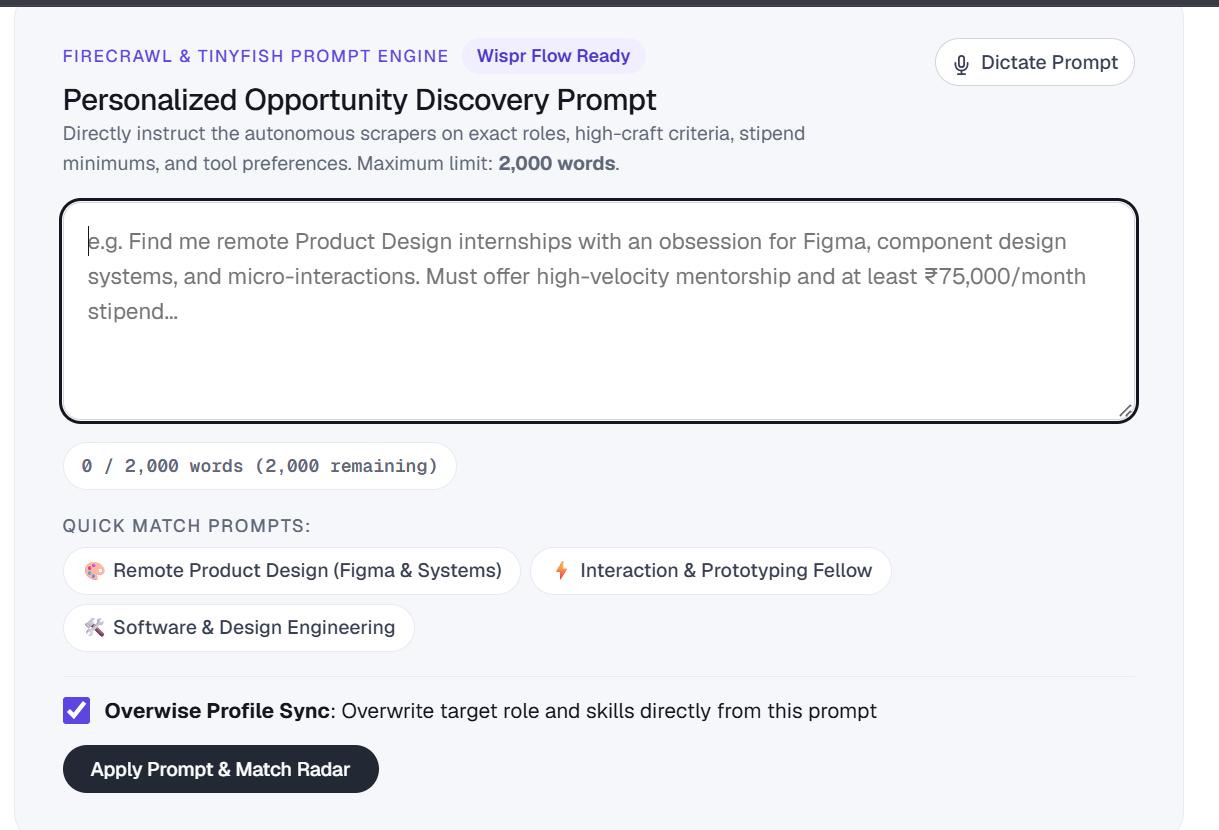 FIRECRAWL & TINYFISH PROMPT ENGINE Wispr Flow Ready
Dictate Prompt
Personalized Opportunity Discovery Prompt
Directly instruct the autonomous scrapers on exact roles, high-craft criteria, stipend
minimums, and tool preferences. Maximum limit: 2,000 words.
e.g. Find me remote Product Design internships with an obsession for Figma, component design
systems, and micro-interactions. Must offer high-velocity mentorship and at least ₹75,000/month
stipend...
0 / 2,000 words (2,000 remaining)
QUICK MATCH PROMPTS:
🎨 Remote Product Design (Figma & Systems)
⚡ Interaction & Prototyping Fellow
🛠️ Software & Design Engineering
Overwise Profile Sync: Overwrite target role and skills directly from this prompt
Apply Prompt & Match Radar